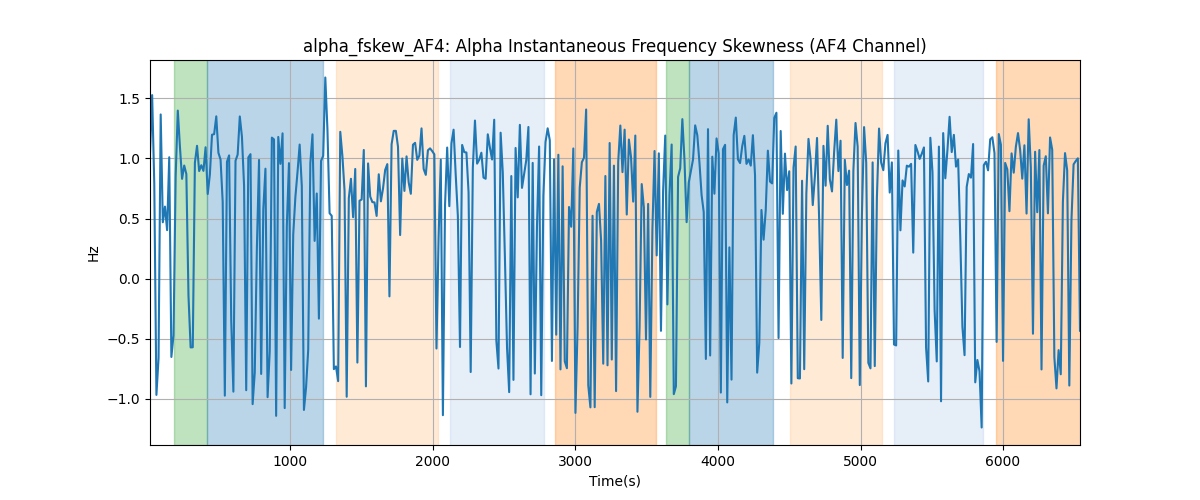 alpha_fskew_AF4: Alpha Instantaneous Frequency Skewness (AF4 Channel)
1.5
1.0
0.5
0.0
−0.5
−1.0
Hz
1000 2000 3000 4000 5000 6000
Time(s)